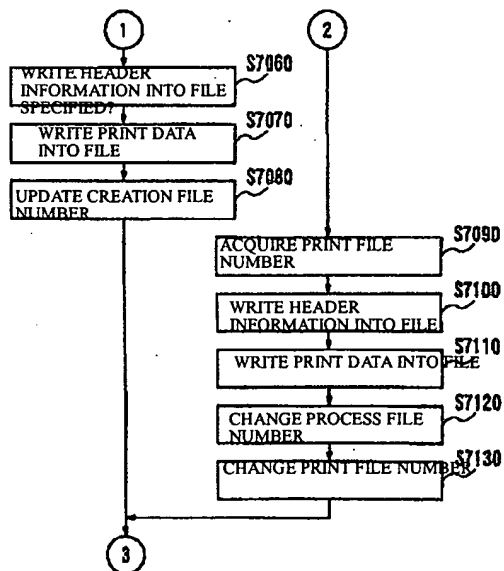 1
2
S7060
WRITE HEADER
INFORMATION INTO FILE
SPECIFIED?
S7070
WRITE PRINT DATA
INTO FILE
S7080
UPDATE CREATION FILE
NUMBER
S7090
ACQUIRE PRINT FILE
NUMBER
S7100
WRITE HEADER
INFORMATION INTO FILE
S7110
WRITE PRINT DATA INTO FILE
S7120
CHANGE PROCESS FILE
NUMBER
S7130
CHANGE PRINT FILE NUMBER
3